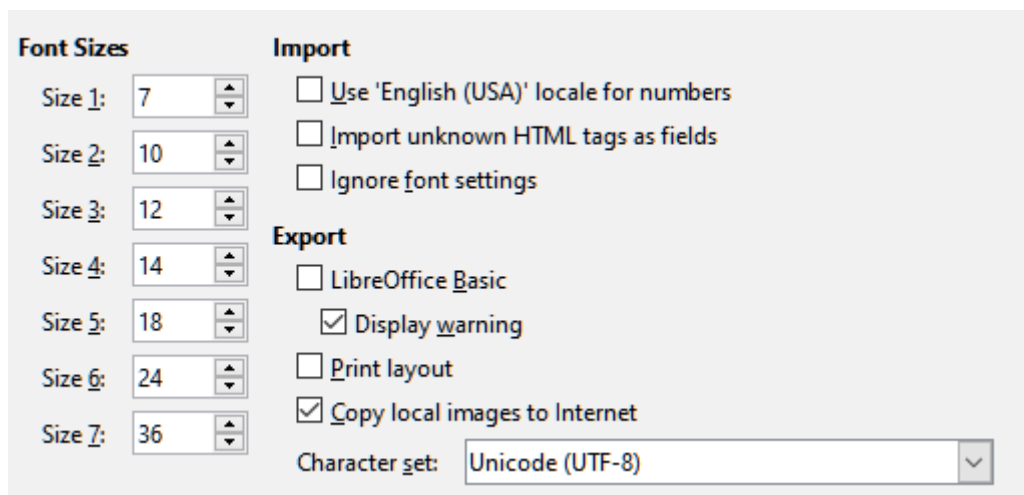 Font Sizes
Size 1: 7
Size 2: 10
Size 3: 12
Size 4: 14
Size 5: 18
Size 6: 24
Size 7: 36
Import
Use 'English (USA)' locale for numbers
Import unknown HTML tags as fields
Ignore font settings
Export
LibreOffice Basic
Display warning
Print layout
Copy local images to Internet
Character set: Unicode (UTF-8)